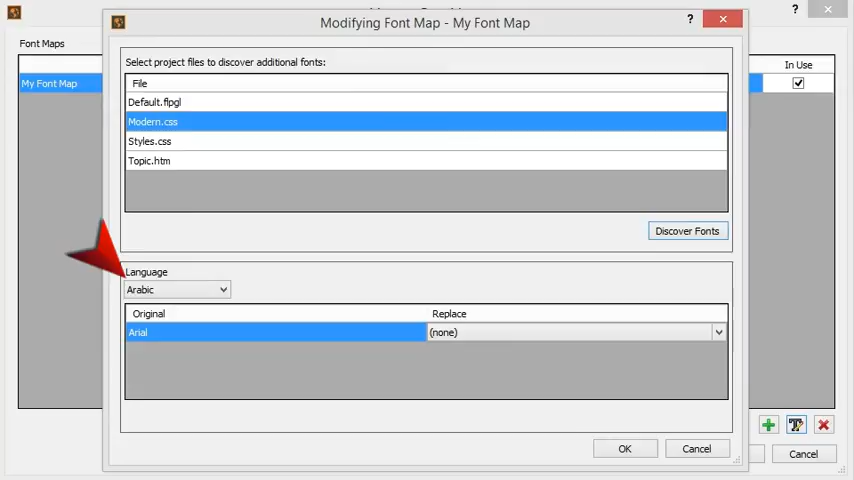 Modifying Font Map - My Font Map
?
?
Font Maps
In Use
My Font Map
Select project files to discover additional fonts:
File
Default.flpgl
Modern.css
Styles.css
Topic.htm
Discover Fonts
Language
Arabic
Original
Replace
Arial
(none)
OK
Cancel
Cancel